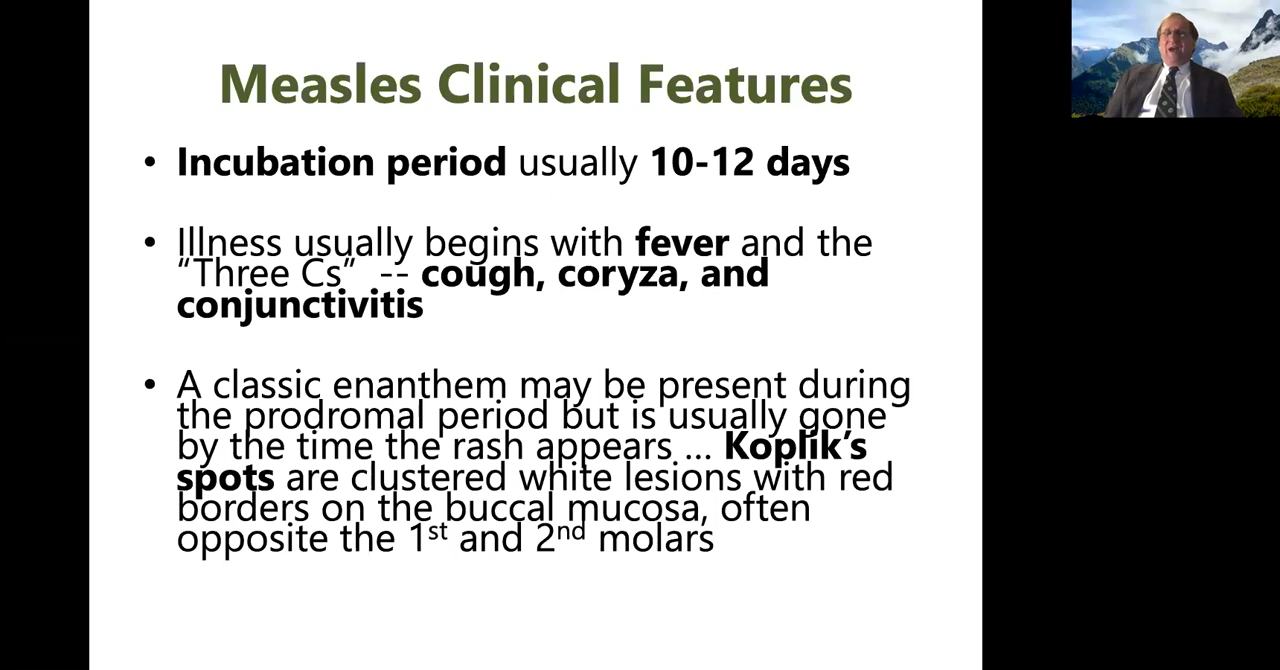 Measles Clinical Features
• Incubation period usually 10-12 days
• Illness usually begins with fever and the
“Three Cs” -- cough, coryza, and
conjunctivitis
• A classic enanthem may be present during
the prodromal period but is usually gone
by the time the rash appears ... Koplik’s
spots are clustered white lesions with red
borders on the buccal mucosa, often
opposite the 1st and 2nd molars